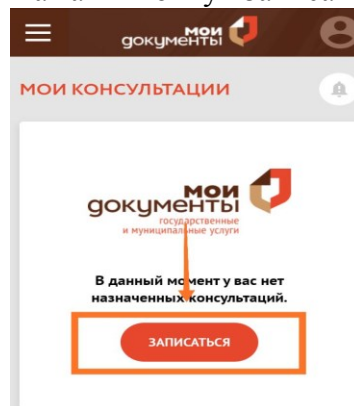 мои
документы
МОИ КОНСУЛЬТАЦИИ
мои
документы
государственные
и муниципальные услуги
В данный момент у вас нет
назначенных консультаций.
ЗАПИСАТЬСЯ